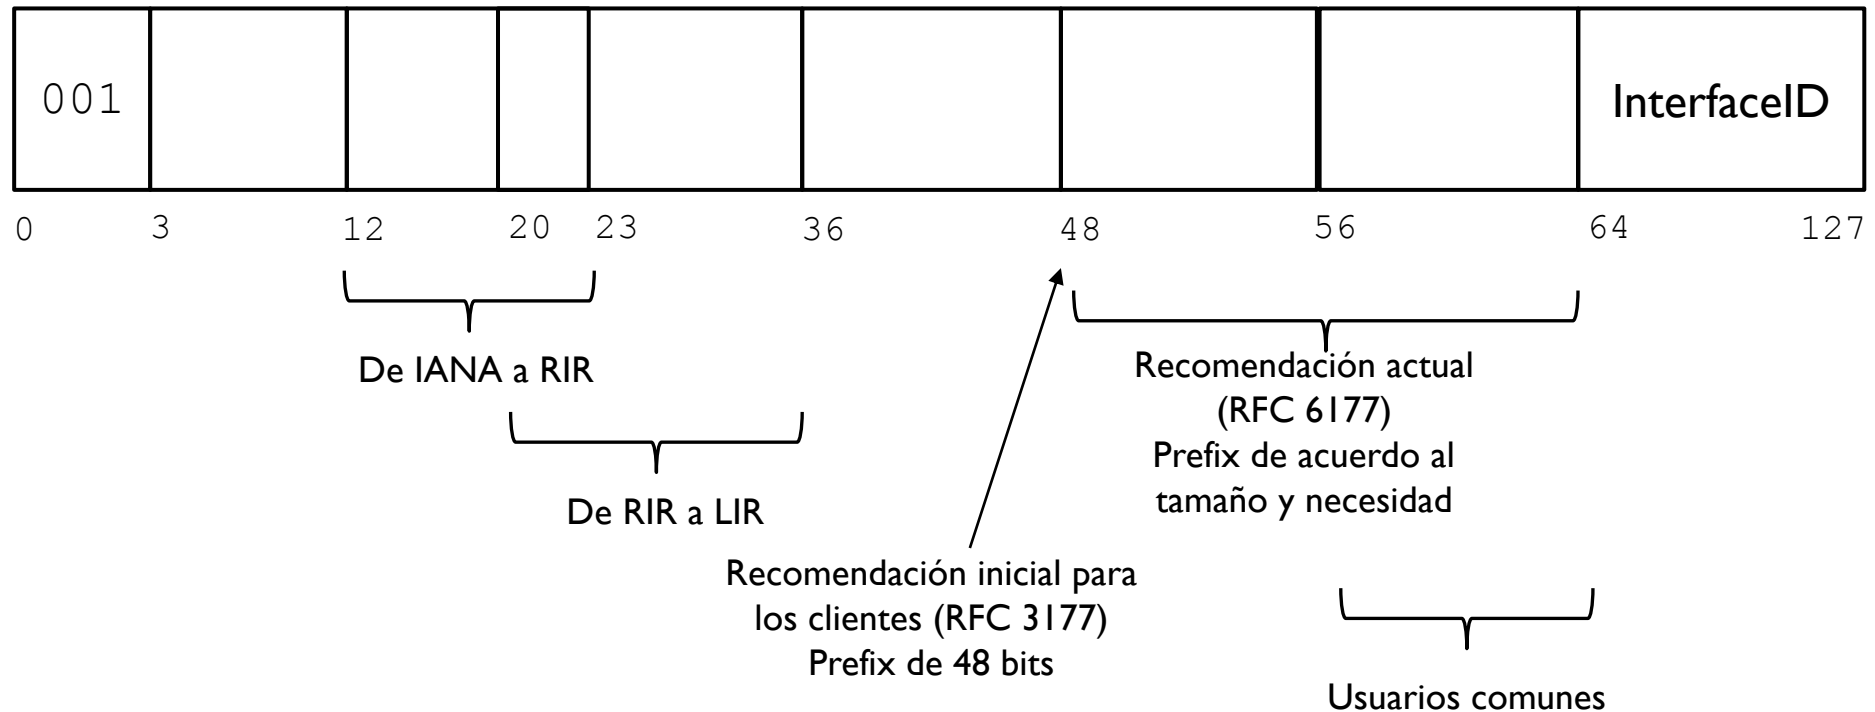 001
InterfaceID
0 3 12 20 23 36 48 56 64 127
De IANA a RIR
De RIR a LIR
Recomendación inicial para
los clientes (RFC 3177)
Prefix de 48 bits
Recomendación actual
(RFC 6177)
Prefix de acuerdo al
tamaño y necesidad
Usuarios comunes